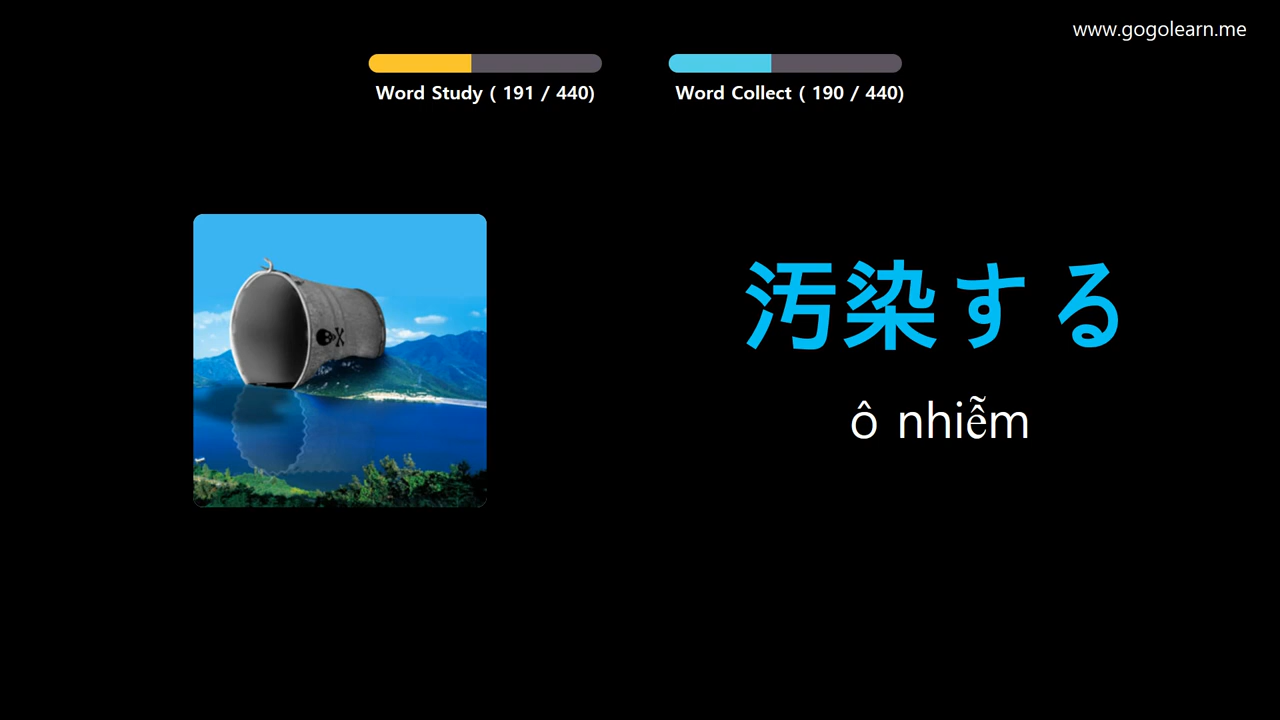 www.gogolearn.me
Word Study ( 191 / 440)
Word Collect ( 190 / 440)
汚染する
ô nhiễm